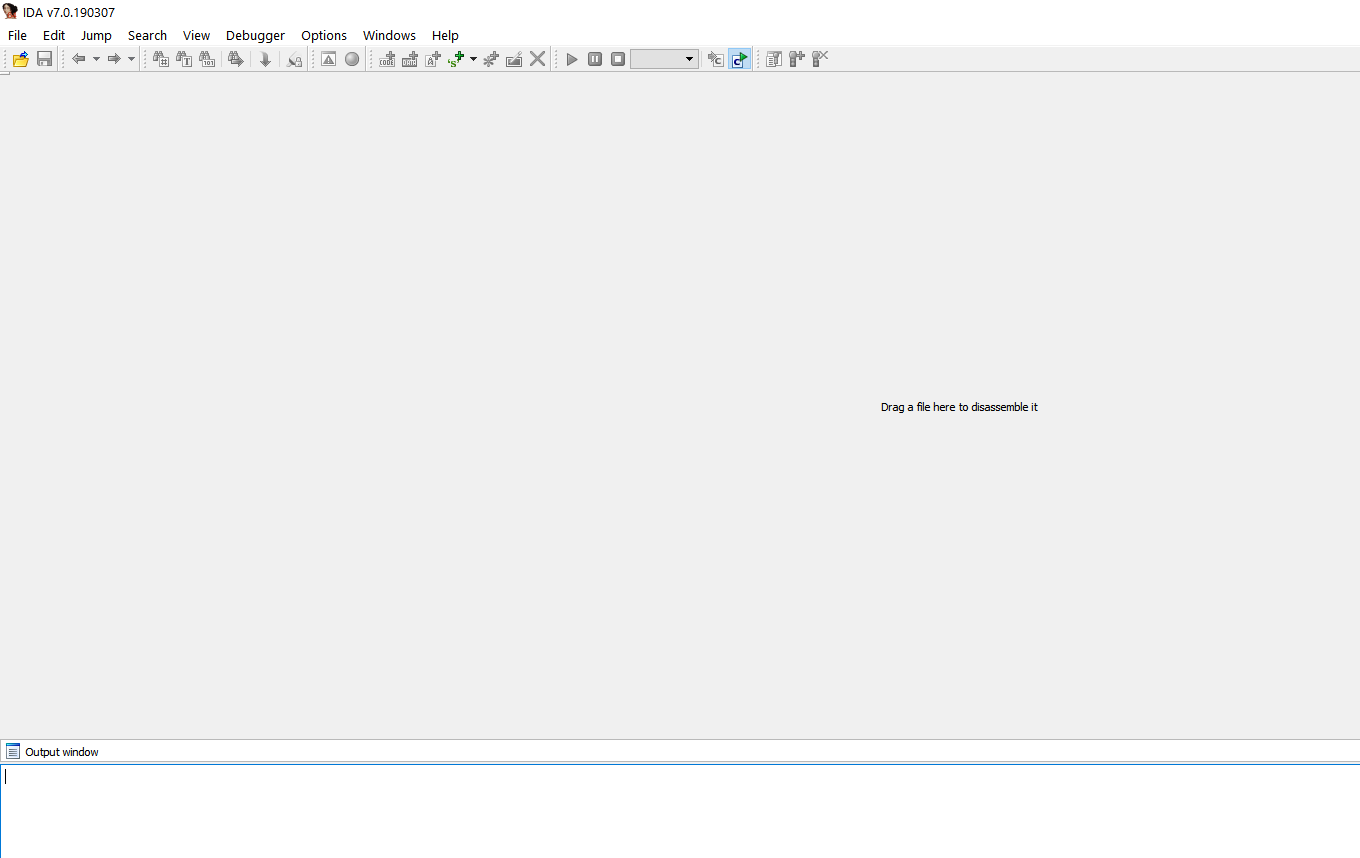 IDA v7.0.190307
File Edit Jump Search View Debugger Options Windows Help
Drag a file here to disassemble it
Output window